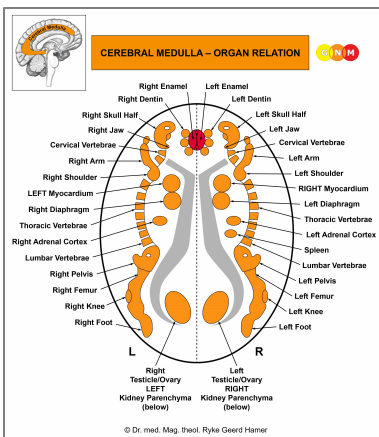 Cerebral Medulla
CEREBRAL MEDULLA – ORGAN RELATION
G N M
Right Enamel
Left Enamel
Right Dentin
Left Dentin
Right Skull Half
Left Skull Half
Right Jaw
Left Jaw
Cervical Vertebrae
Cervical Vertebrae
Right Arm
Left Arm
Right Shoulder
Left Shoulder
LEFT Myocardium
RIGHT Myocardium
Right Diaphragm
Left Diaphragm
Thoracic Vertebrae
Thoracic Vertebrae
Right Adrenal Cortex
Left Adrenal Cortex
Spleen
Lumbar Vertebrae
Lumbar Vertebrae
Right Pelvis
Left Pelvis
Right Femur
Left Femur
Right Knee
Left Knee
Right Foot
Left Foot
L
R
Right
Testicle/Ovary
LEFT
Kidney Parenchyma
(below)
Left
Testicle/Ovary
RIGHT
Kidney Parenchyma
(below)
© Dr. med. Mag. theol. Ryke Geerd Hamer